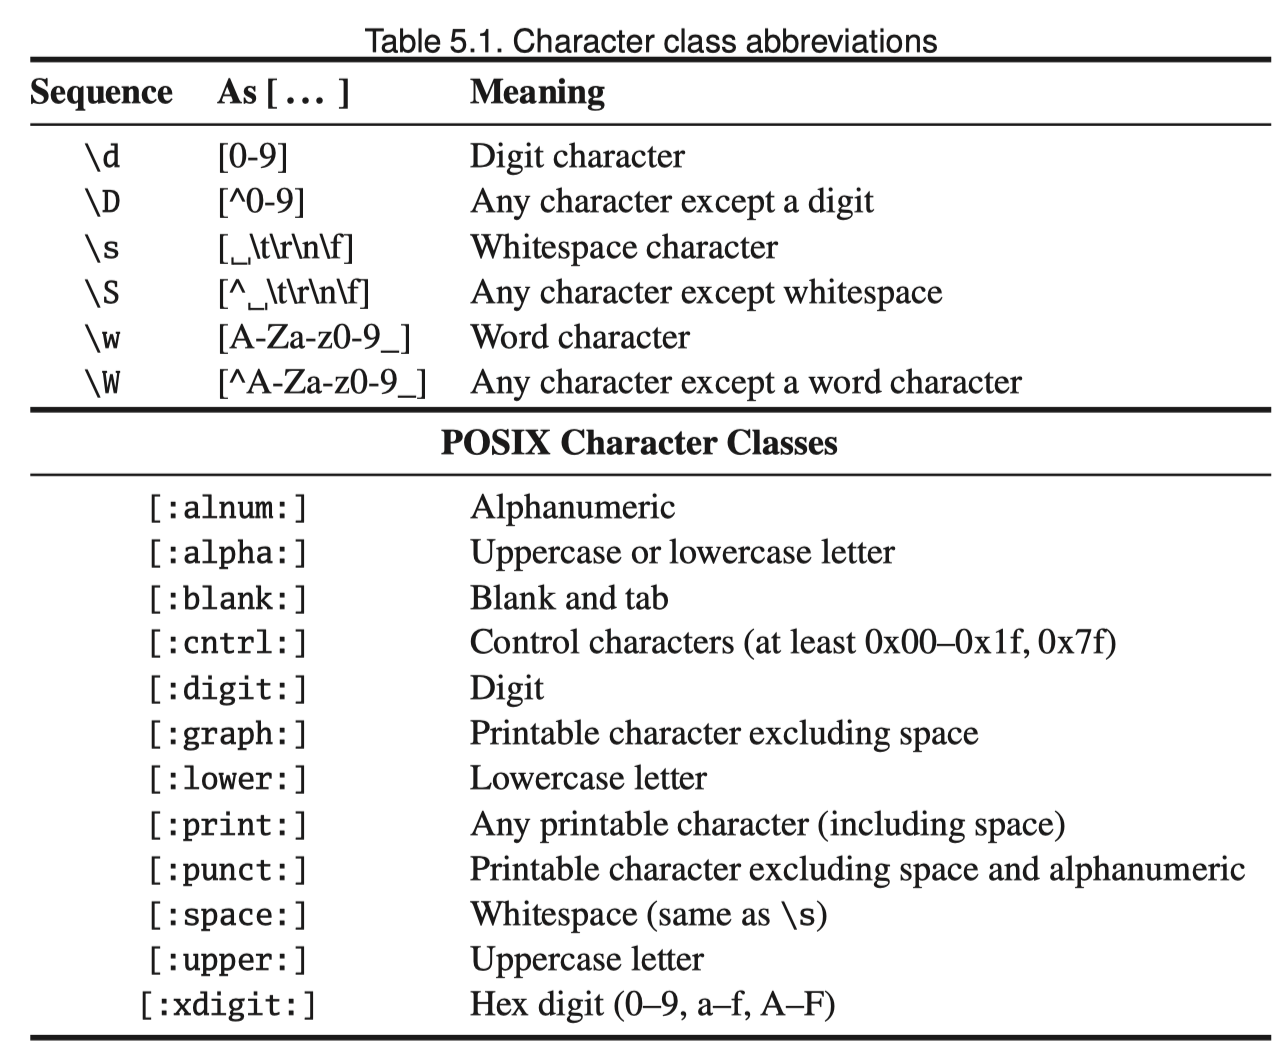 Table 5.1. Character class abbreviations
Sequence As [ ... ] Meaning
\d [0-9] Digit character
\D [^0-9] Any character except a digit
\s [␣\t\r\n\f] Whitespace character
\S [^␣\t\r\n\f] Any character except whitespace
\w [A-Za-z0-9_] Word character
\W [^A-Za-z0-9_] Any character except a word character
POSIX Character Classes
[:alnum:] Alphanumeric
[:alpha:] Uppercase or lowercase letter
[:blank:] Blank and tab
[:cntrl:] Control characters (at least 0x00–0x1f, 0x7f)
[:digit:] Digit
[:graph:] Printable character excluding space
[:lower:] Lowercase letter
[:print:] Any printable character (including space)
[:punct:] Printable character excluding space and alphanumeric
[:space:] Whitespace (same as \s)
[:upper:] Uppercase letter
[:xdigit:] Hex digit (0–9, a–f, A–F)